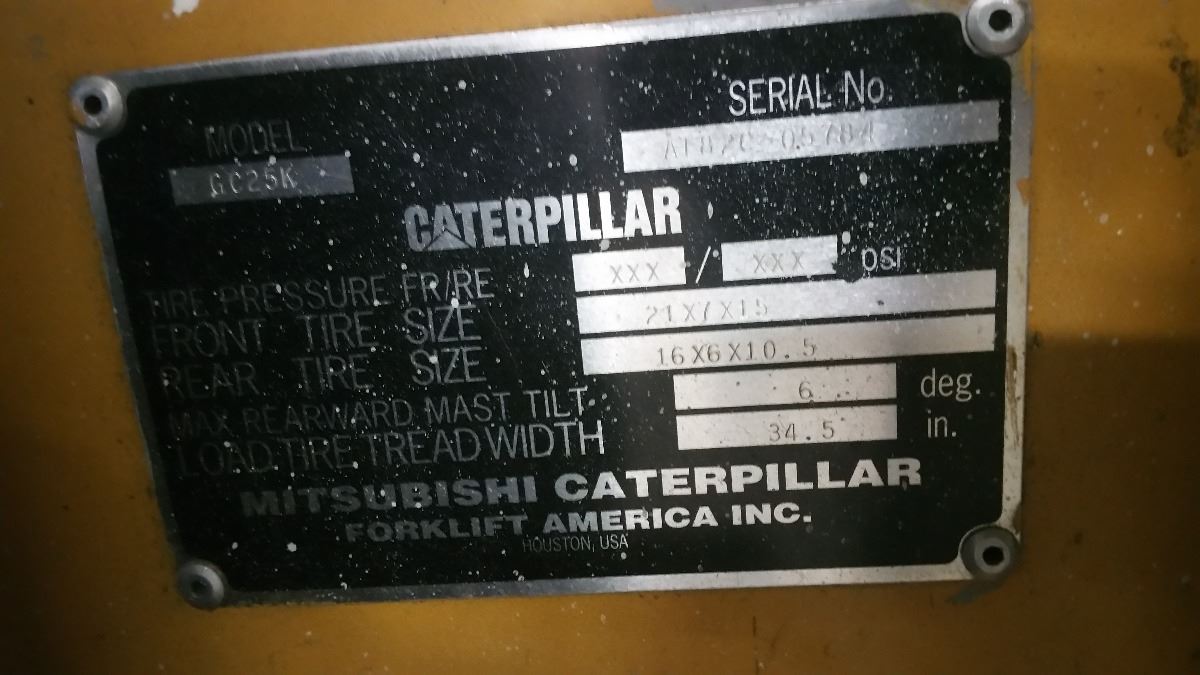 MODEL
GC25K
SERIAL No.
AT82C-05784
CATERPILLAR
TIRE PRESSURE FR/RE XXX / XXX psi
FRONT TIRE SIZE 21X7X15
REAR TIRE SIZE 16X6X10.5
MAX REARWARD MAST TILT 6 deg.
LOAD TIRE TREAD WIDTH 34.5 in.
MITSUBISHI CATERPILLAR
FORKLIFT AMERICA INC.
HOUSTON, USA